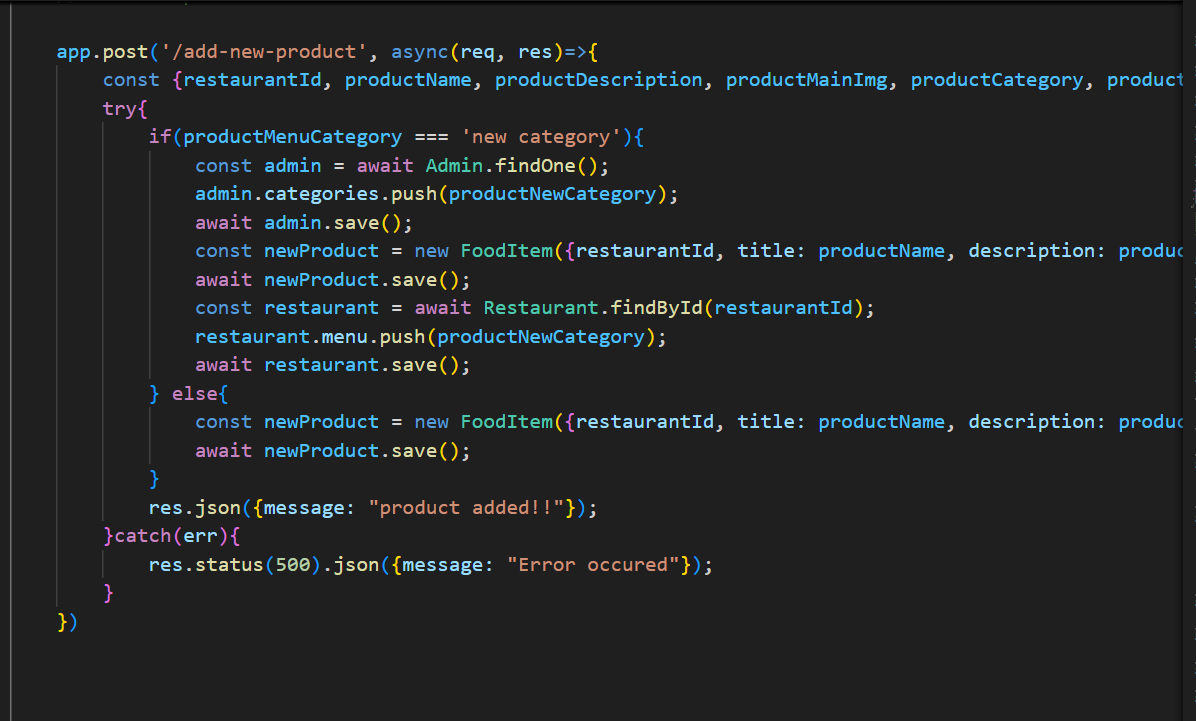 app.post('/add-new-product', async(req, res)=>{
const {restaurantId, productName, productDescription, productMainImg, productCategory, product
try{
if(productMenuCategory === 'new category'){
const admin = await Admin.findOne();
admin.categories.push(productNewCategory);
await admin.save();
const newProduct = new FoodItem({restaurantId, title: productName, description: produc
await newProduct.save();
const restaurant = await Restaurant.findById(restaurantId);
restaurant.menu.push(productNewCategory);
await restaurant.save();
} else{
const newProduct = new FoodItem({restaurantId, title: productName, description: produc
await newProduct.save();
}
res.json({message: "product added!!"});
}catch(err){
res.status(500).json({message: "Error occured"});
}
})